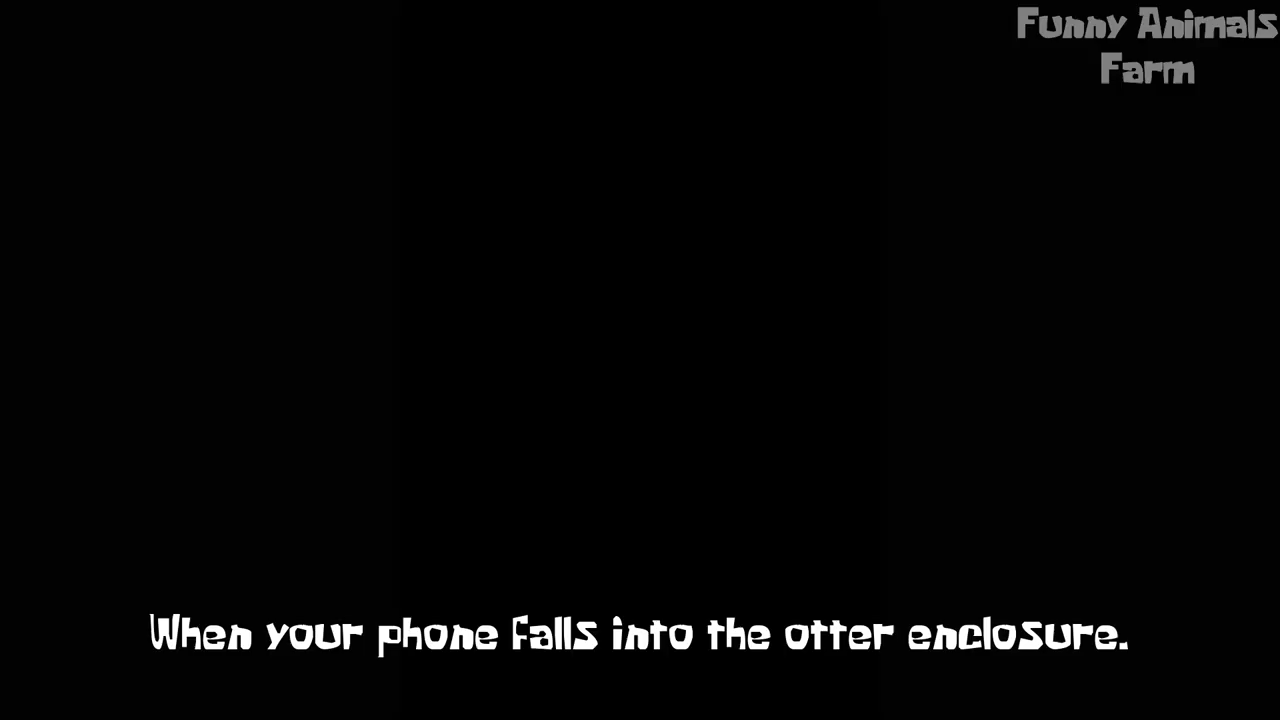 Funny Animals
Farm
When your phone falls into the otter enclosure.